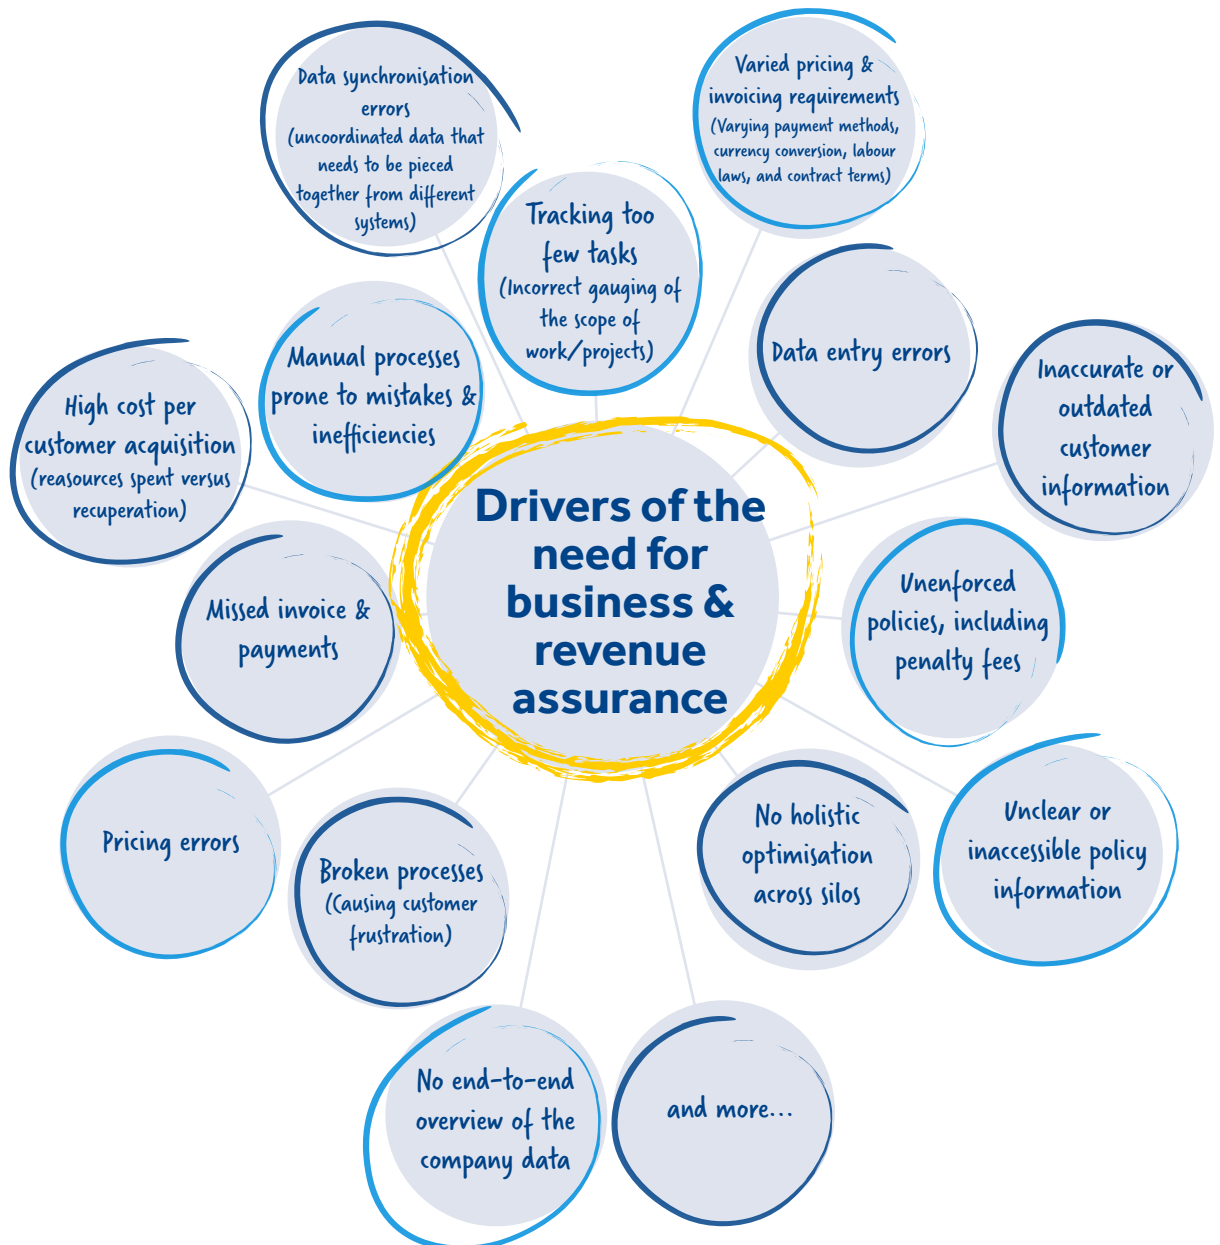 Data synchronisation
errors
(uncoordinated data that
needs to be pieced
together from different
systems)
Varied pricing &
invoicing requirements
(Varying payment methods,
currency conversion, labour
laws, and contract terms)
Tracking too
few tasks
(Incorrect gauging of
the scope of
work/projects)
Manual processes
prone to mistakes &
inefficiencies
Data entry errors
Inaccurate or
outdated
customer
information
High cost per
customer acquisition
(reasources spent versus
recuperation)
Drivers of the
need for
business &
revenue
assurance
Missed invoice &
payments
Unenforced
policies, including
penalty fees
Pricing errors
Broken processes
(Causing customer
frustration)
No holistic
optimisation
across silos
Unclear or
inaccessible policy
information
No end-to-end
overview of the
company data
and more...